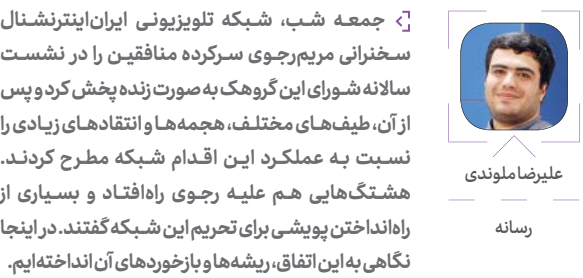 علیرضا ملوندی
رسانه
جمعه شب، شبکه تلویزیونی ایران‌اینترنشنال
سخنرانی مریم‌رجوی سرکرده منافقین را در نشست
سالانه شورای این گروهک به صورت زنده پخش کرد و پس
از آن، طیف‌های مختلف، هجمه‌ها و انتقادهای زیادی را
نسبت به عملکرد این اقدام شبکه مطرح کردند.
هشتگ‌هایی هم علیه رجوی راه‌افتاد و بسیاری از
راه‌انداختن پویشی برای تحریم این شبکه گفتند. در اینجا
نگاهی به این اتفاق، ریشه‌ها و بازخوردهای آن انداخته‌ایم.